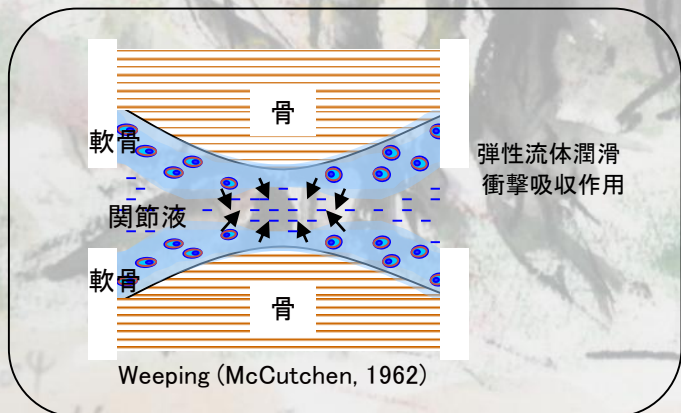 骨
軟骨
弾性流体潤滑
衝撃吸収作用
関節液
軟骨
骨
Weeping (McCutchen, 1962)